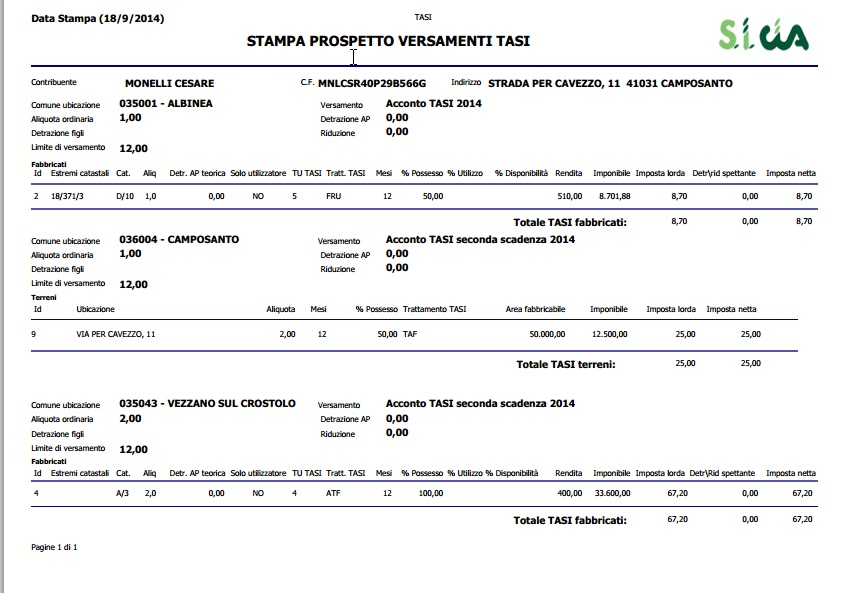 Data Stampa (18/9/2014) TASI
STAMPA PROSPETTO VERSAMENTI TASI
S.I. CIA
Contribuente MONELLI CESARE C.F. MNLCSR40P29B566G Indirizzo STRADA PER CAVEZZO, 11 41031 CAMPOSANTO
Comune ubicazione 035001 - ALBINEA Versamento Acconto TASI 2014
Aliquota ordinaria 1,00 Detrazione AP 0,00
Detrazione figli Riduzione 0,00
Limite di versamento 12,00
Fabbricati
Id Estremi catastali Cat. Aliq Detr. AP teorica Solo utilizzatore TU TASI Tratt. TASI Mesi % Possesso % Utilizzo % Disponibilità Rendita Imponibile Imposta lorda Detr\rid spettante Imposta netta
2 18/371/3 D/10 1,0 0,00 NO 5 FRU 12 50,00 510,00 8.701,88 8,70 0,00 8,70
Totale TASI fabbricati: 8,70 0,00 8,70
Comune ubicazione 036004 - CAMPOSANTO Versamento Acconto TASI seconda scadenza 2014
Aliquota ordinaria 1,00 Detrazione AP 0,00
Detrazione figli Riduzione 0,00
Limite di versamento 12,00
Terreni
Id Ubicazione Aliquota Mesi % Possesso Trattamento TASI Area fabbricabile Imponibile Imposta lorda Imposta netta
9 VIA PER CAVEZZO, 11 2,00 12 50,00 TAF 50.000,00 12.500,00 25,00 25,00
Totale TASI terreni: 25,00 25,00
Comune ubicazione 035043 - VEZZANO SUL CROSTOLO Versamento Acconto TASI seconda scadenza 2014
Aliquota ordinaria 2,00 Detrazione AP 0,00
Detrazione figli Riduzione 0,00
Limite di versamento 12,00
Fabbricati
Id Estremi catastali Cat. Aliq Detr. AP teorica Solo utilizzatore TU TASI Tratt. TASI Mesi % Possesso % Utilizzo % Disponibilità Rendita Imponibile Imposta lorda Detr\Rid spettante Imposta netta
4 A/3 2,0 0,00 NO 4 ATF 12 100,00 400,00 33.600,00 67,20 0,00 67,20
Totale TASI fabbricati: 67,20 0,00 67,20
Pagine 1 di 1